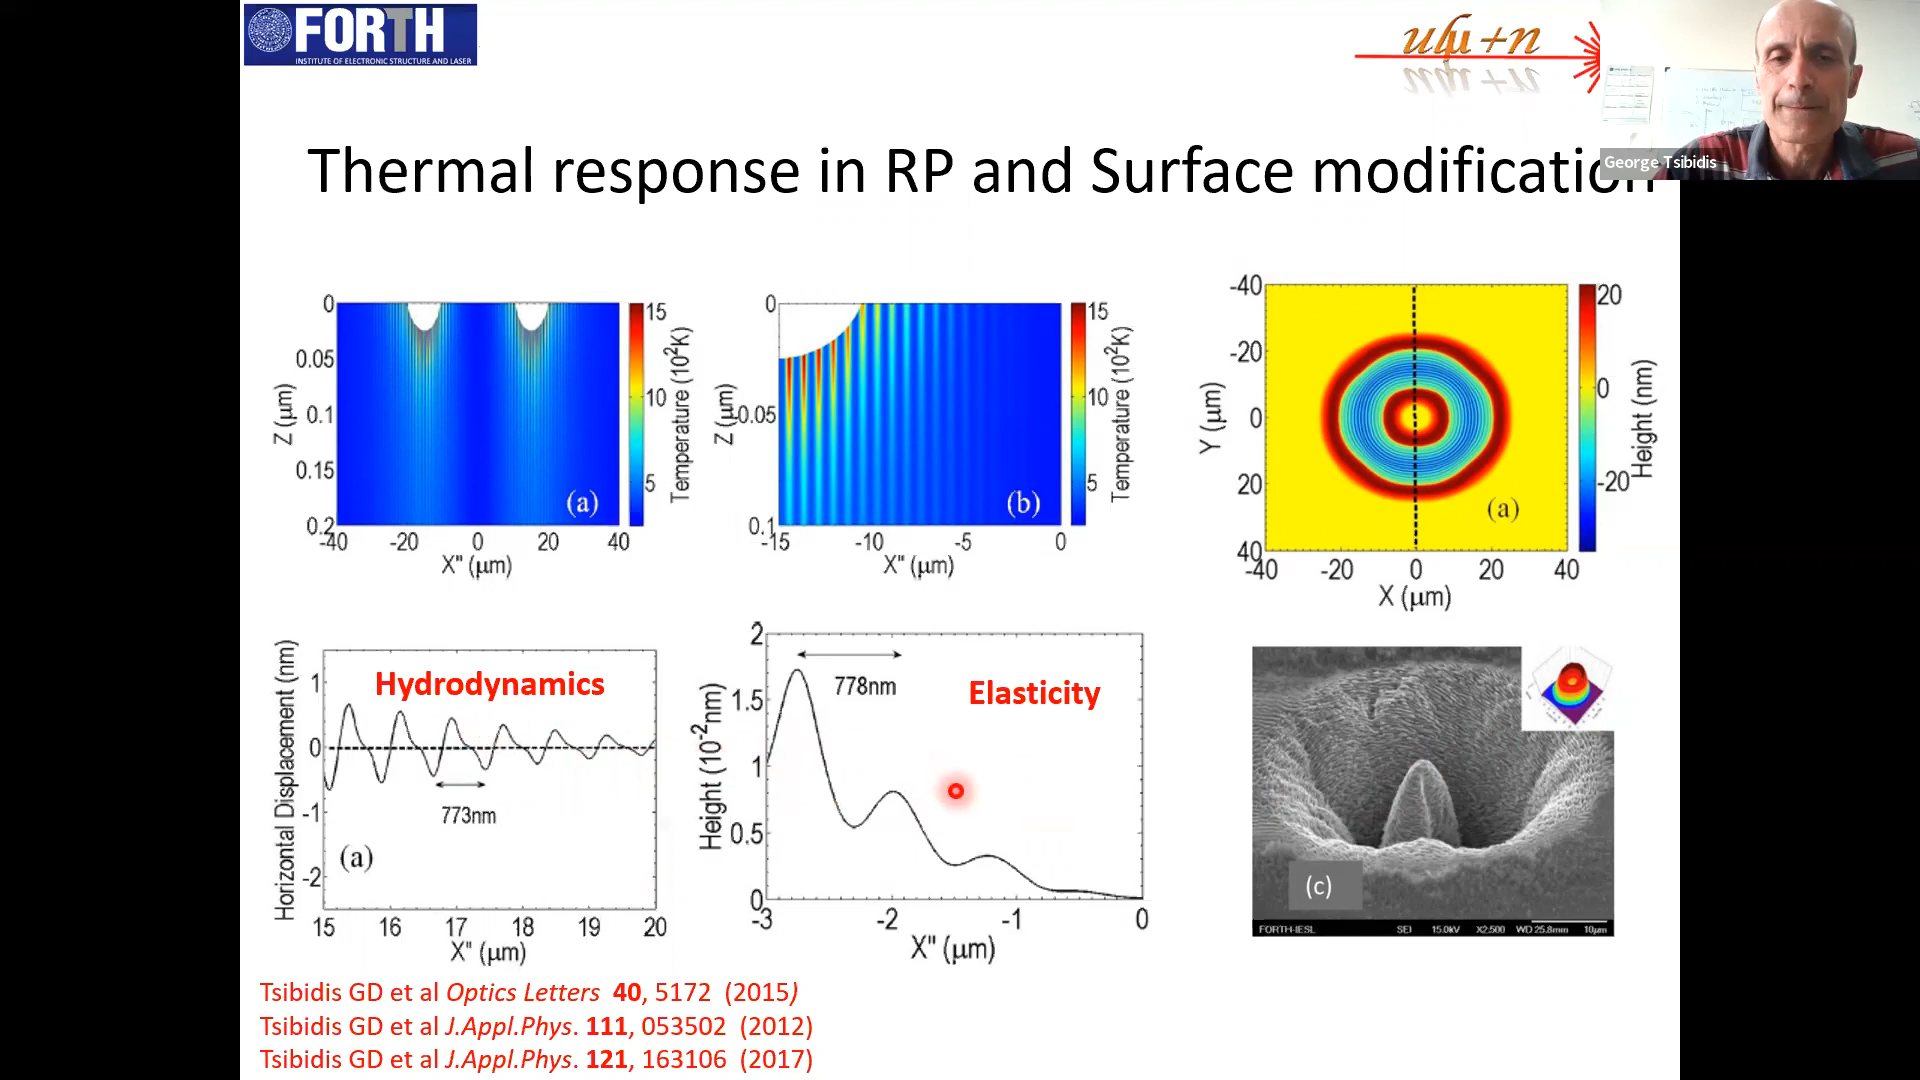 FORTH
INSTITUTE OF ELECTRONIC STRUCTURE AND LASER
George Tsibidis
Thermal response in RP and Surface modification
0
0.05
0.1
0.15
0.2
Z (μm)
-40 -20 0 20 40
X" (μm)
(a)
15
10
5
Temperature (10²K)
0
0.05
0.1
Z (μm)
-15 -10 -5 0
X" (μm)
(b)
15
10
5
Temperature (10²K)
-40
-20
0
20
40
Y (μm)
-40 -20 0 20 40
X (μm)
(a)
20
0
-20
Height (nm)
Hydrodynamics
1
0
-1
-2
Horizontal Displacement (nm)
773nm
(a)
15 16 17 18 19 20
X" (μm)
Elasticity
2
1.5
1
0.5
0
Height (10⁻²nm)
778nm
-3 -2 -1 0
X" (μm)
(c)
FORTH-IESL SEI 15.0kV X2,500 WD 25.8mm 10μm
Tsibidis GD et al Optics Letters 40, 5172 (2015)
Tsibidis GD et al J.Appl.Phys. 111, 053502 (2012)
Tsibidis GD et al J.Appl.Phys. 121, 163106 (2017)